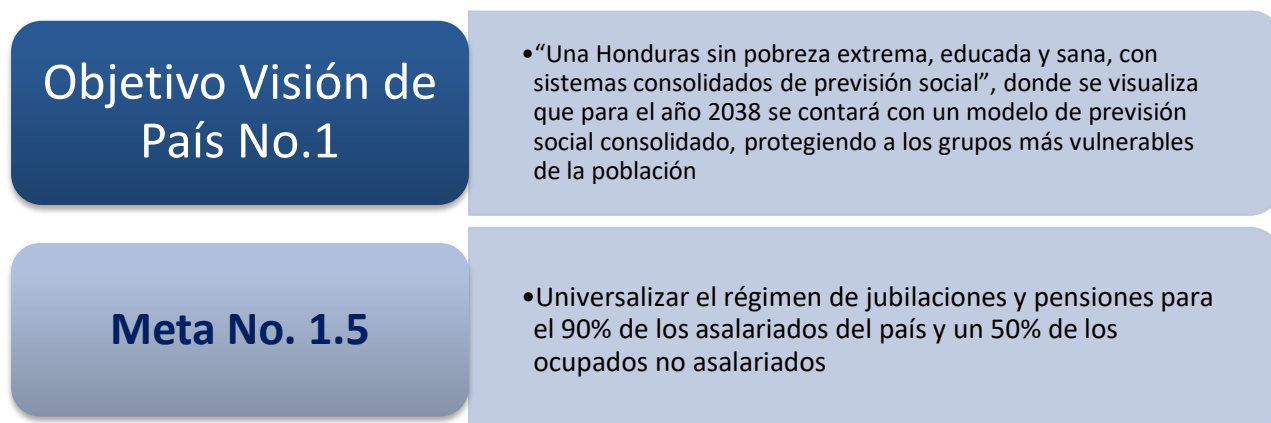 Objetivo Visión de
País No.1
•“Una Honduras sin pobreza extrema, educada y sana, con
sistemas consolidados de previsión social”, donde se visualiza
que para el año 2038 se contará con un modelo de previsión
social consolidado, protegiendo a los grupos más vulnerables
de la población
Meta No. 1.5
•Universalizar el régimen de jubilaciones y pensiones para
el 90% de los asalariados del país y un 50% de los
ocupados no asalariados